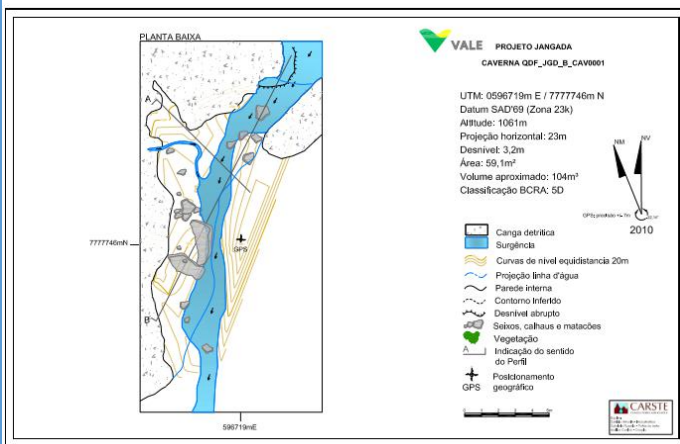 PLANTA BAIXA
A
7777746mN
GPS
B
596719mE
VALE
PROJETO JANGADA
CAVERNA QDF_JGD_B_CAV0001
UTM: 0596719m E / 7777746m N
Datum SAD'69 (Zona 23k)
Altitude: 1061m
Projeção horizontal: 23m
Desnível: 3,2m
Área: 59,1m²
Volume aproximado: 104m³
Classificação BCRA: 5D
NM
NV
2010
Canga detrítica
Surgência
Curvas de nível equidistancia 20m
Projeção linha d'água
Parede interna
Contorno Inferido
Desnível abrupto
Seixos, calhaus e matacões
Vegetação
A
Indicação do sentido
do Perfil
GPS
Posicionamento
geográfico
CARSTE